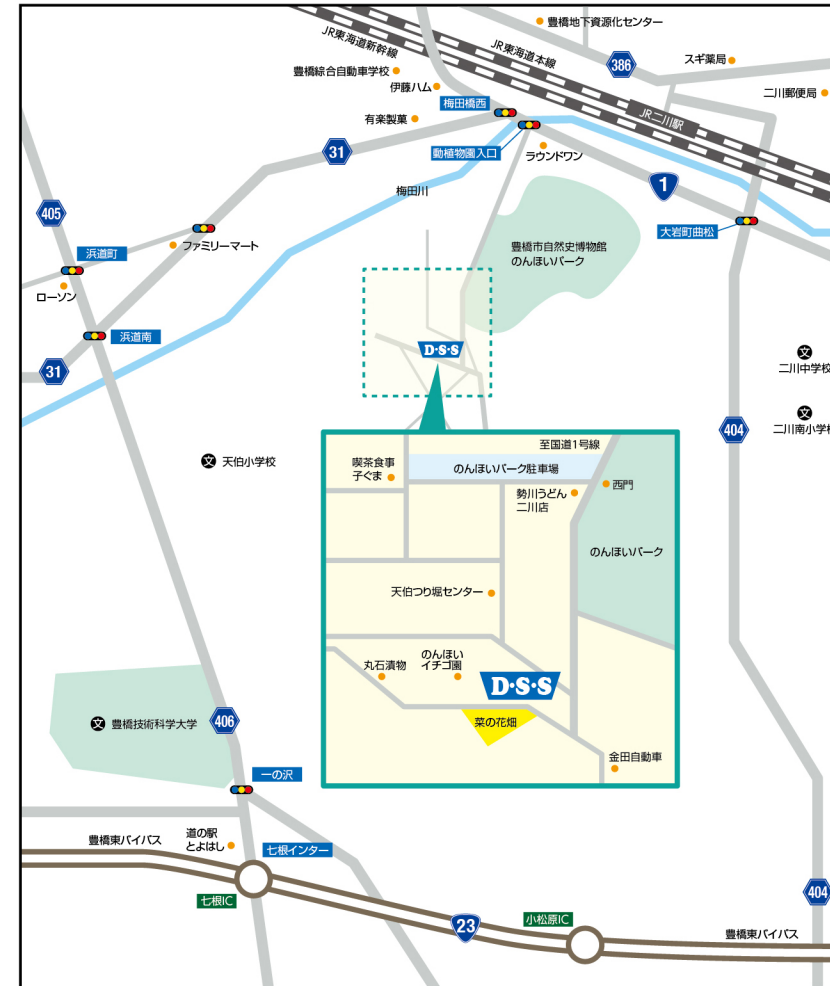 豊橋地下資源化センター
JR東海道新幹線
JR東海道本線
386
スギ薬局
豊橋綜合自動車学校
伊藤ハム
二川郵便局
梅田橋西
有楽製菓
JR二川駅
31
動植物園入口
ラウンドワン
1
梅田川
405
浜道町
ファミリーマート
豊橋市自然史博物館
のんほいパーク
大岩町曲松
ローソン
浜道南
D・S・S
31
二川中学校
404
二川南小学校
天伯小学校
至国道1号線
喫茶食事
子ぐま
のんほいパーク駐車場
勢川うどん
二川店
西門
のんほいパーク
天伯つり堀センター
丸石漬物
のんほい
イチゴ園
D・S・S
菜の花畑
豊橋技術科学大学
406
金田自動車
一の沢
豊橋東バイパス
道の駅
とよはし
七根インター
七根IC
23
小松原IC
404
豊橋東バイパス
文
文
文
文